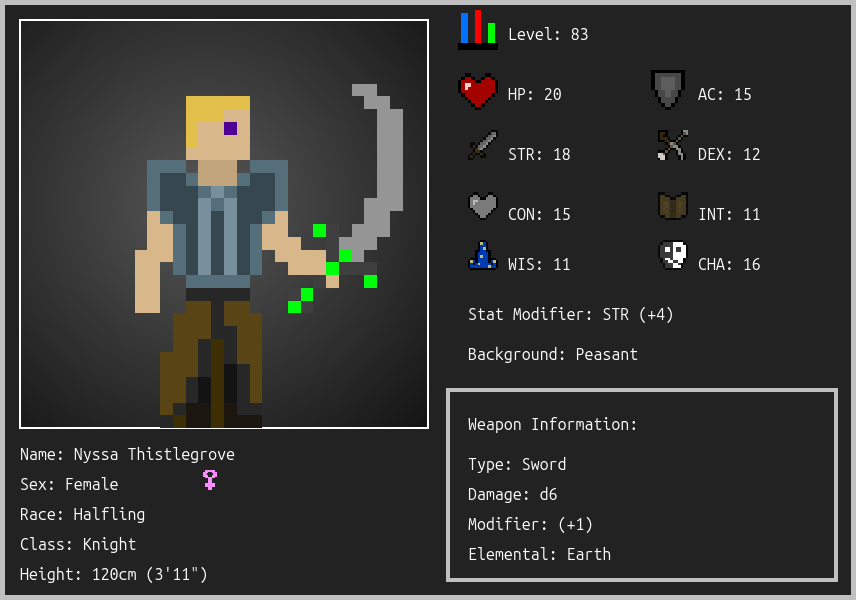 Level: 83
HP: 20
AC: 15
STR: 18
DEX: 12
CON: 15
INT: 11
WIS: 11
CHA: 16
Stat Modifier: STR (+4)
Background: Peasant
Weapon Information:
Type: Sword
Damage: d6
Modifier: (+1)
Elemental: Earth
Name: Nyssa Thistlegrove
Sex: Female
Race: Halfling
Class: Knight
Height: 120cm (3'11")